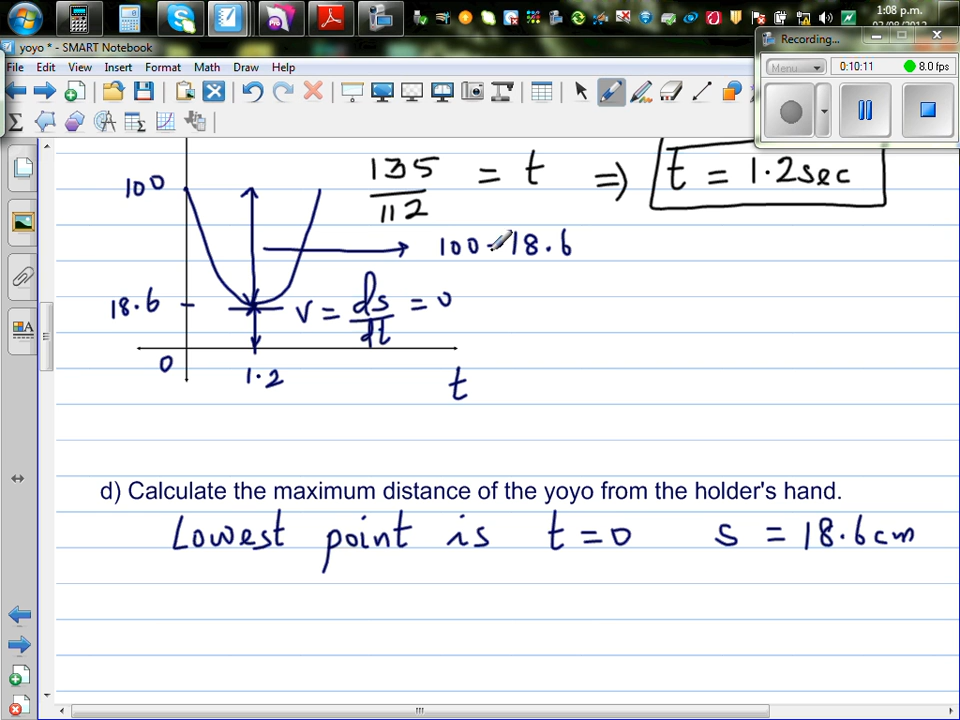 1:08 p.m.
yoyo * - SMART Notebook
Recording...
File Edit View Insert Format Math Draw Help
Menu
0:10:11
8.0 fps
135/112 = t ⇒ t = 1.2sec
100
100-18.6
18.6
v = ds/dt = 0
0
1.2
t
d) Calculate the maximum distance of the yoyo from the holder's hand.
Lowest point is t = 0 s = 18.6cm